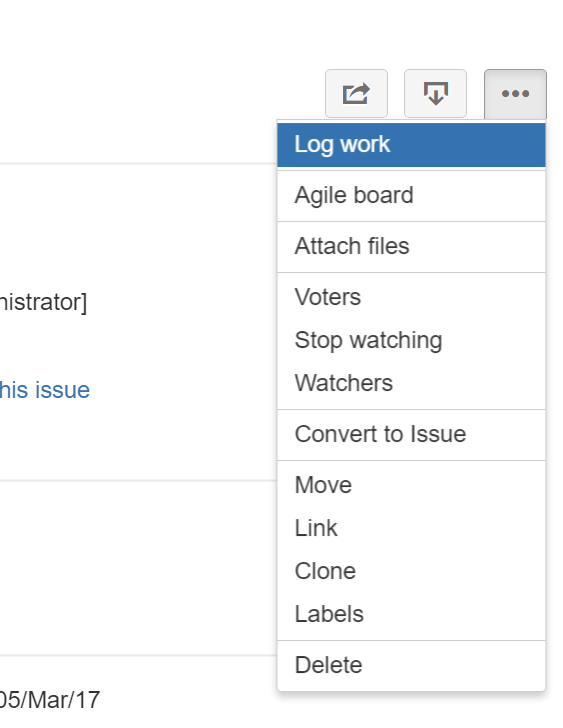 Log work
Agile board
Attach files
Voters
nistrator]
Stop watching
Watchers
his issue
Convert to Issue
Move
Link
Clone
Labels
Delete
05/Mar/17